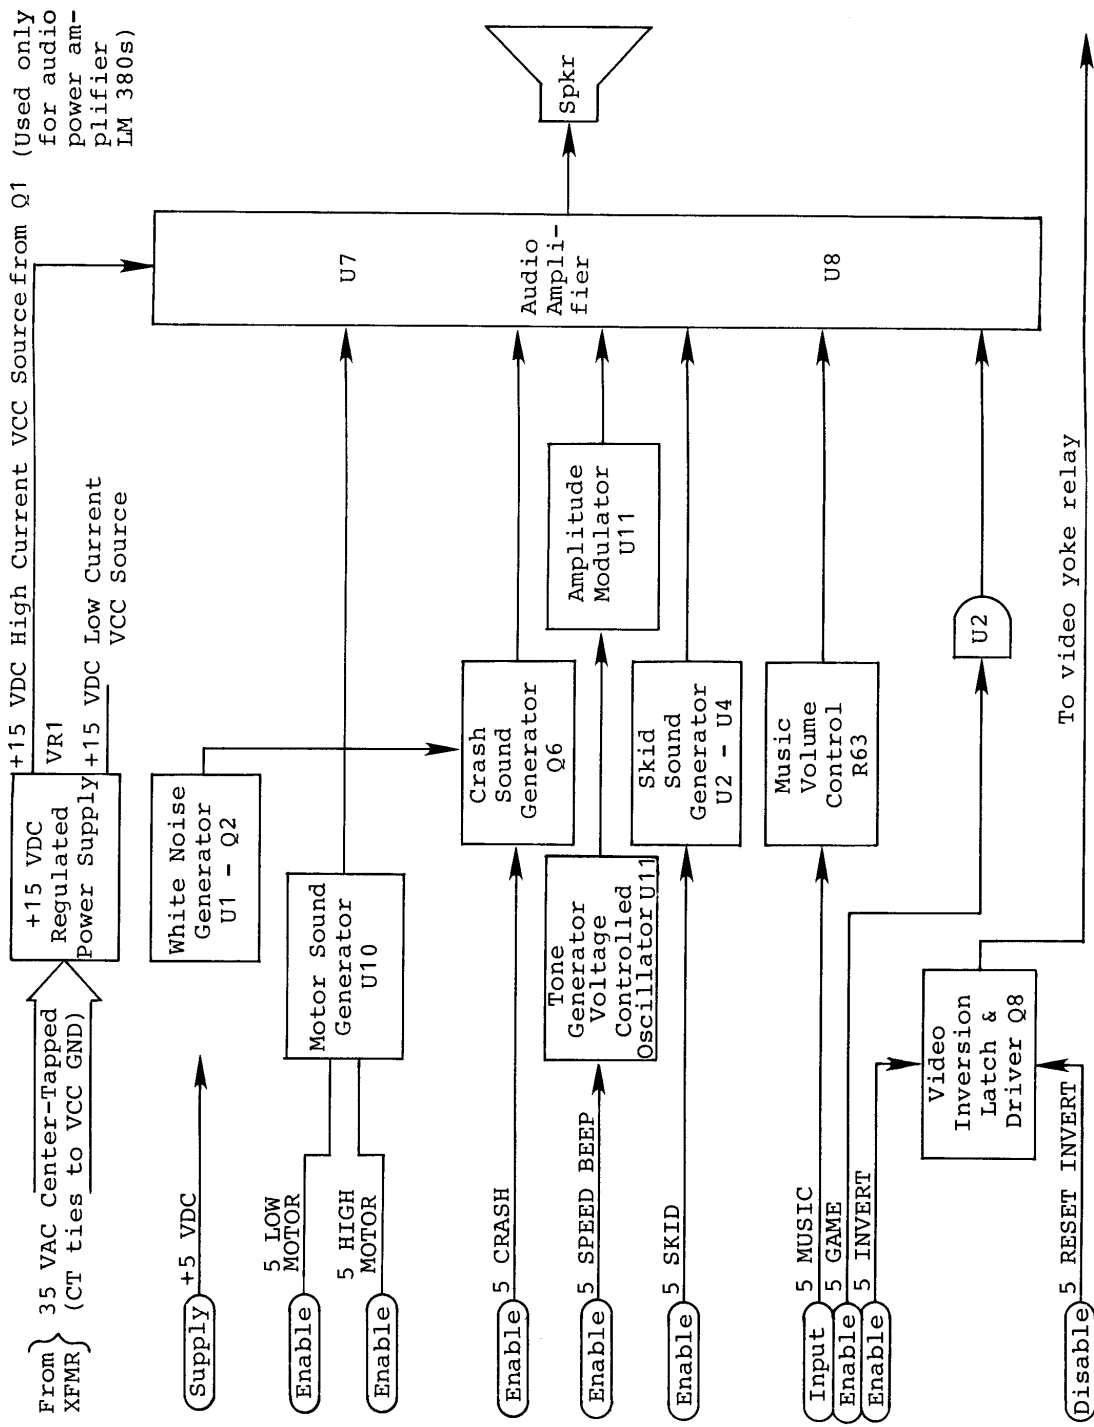 From
XFMR
35 VAC Center-Tapped
(CT ties to VCC GND)
+15 VDC
Regulated
Power Supply
+15 VDC High Current VCC Source from Q1
VR1
+15 VDC Low Current
VCC Source
(Used only
for audio
power am-
plifier
LM 380s)
Supply
+5 VDC
White Noise
Generator
U1 - Q2
Enable
5 LOW
MOTOR
Enable
5 HIGH
MOTOR
Motor Sound
Generator
U10
U7
Audio
Ampli-
fier
U8
Spkr
Enable
5 CRASH
Crash
Sound
Generator
Q6
Enable
5 SPEED BEEP
Tone
Generator
Voltage
Controlled
Oscillator U11
Amplitude
Modulator
U11
Enable
5 SKID
Skid
Sound
Generator
U2 - U4
Input
5 MUSIC
Music
Volume
Control
R63
Enable
5 GAME
U2
Enable
5 INVERT
Video
Inversion
Latch &
Driver Q8
To video yoke relay
Disable
5 RESET INVERT